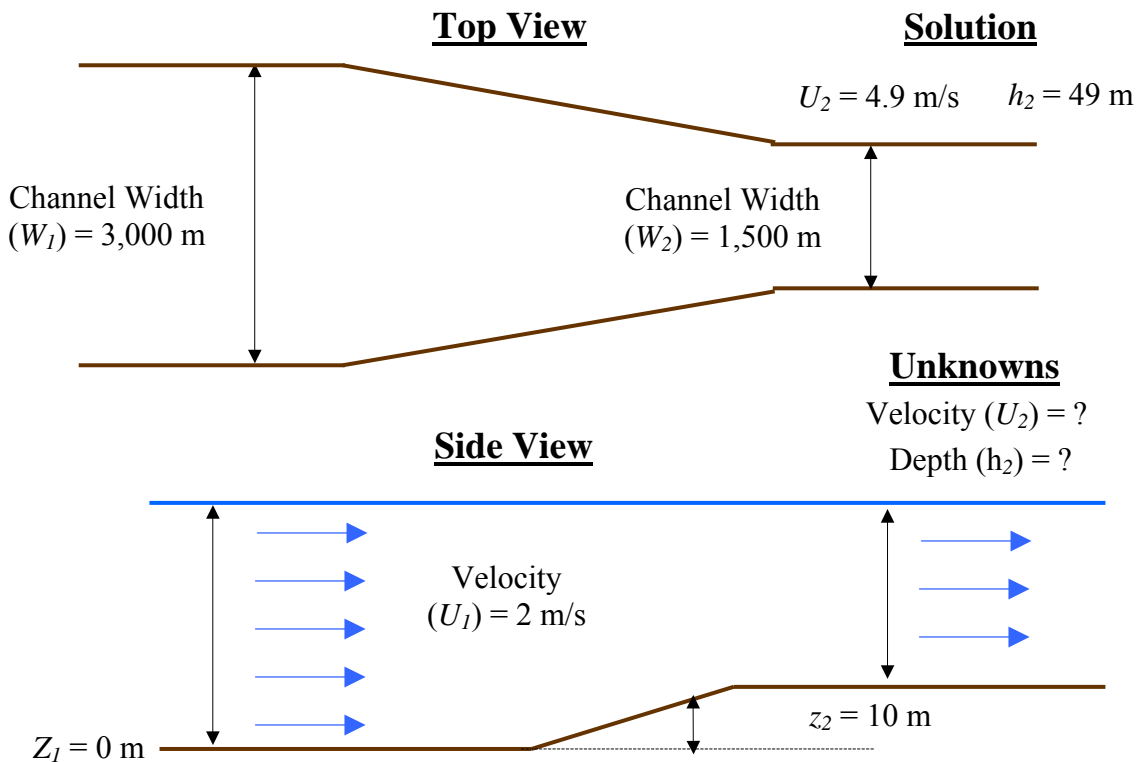 Top View
Solution
U2 = 4.9 m/s h2 = 49 m
Channel Width
(W1) = 3,000 m
Channel Width
(W2) = 1,500 m
Unknowns
Velocity (U2) = ?
Depth (h2) = ?
Side View
Velocity
(U1) = 2 m/s
Z1 = 0 m
z2 = 10 m